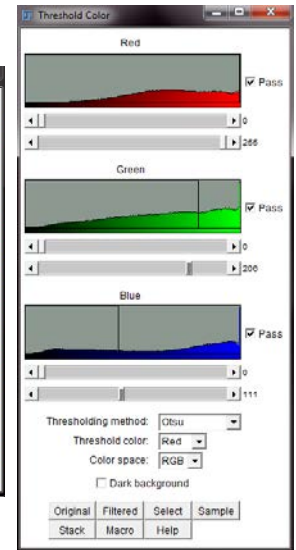 Threshold Color
Red
Pass
0
255
Green
Pass
0
206
Blue
Pass
0
111
Thresholding method: Otsu
Threshold color: Red
Color space: RGB
Dark background
Original Filtered Select Sample
Stack Macro Help